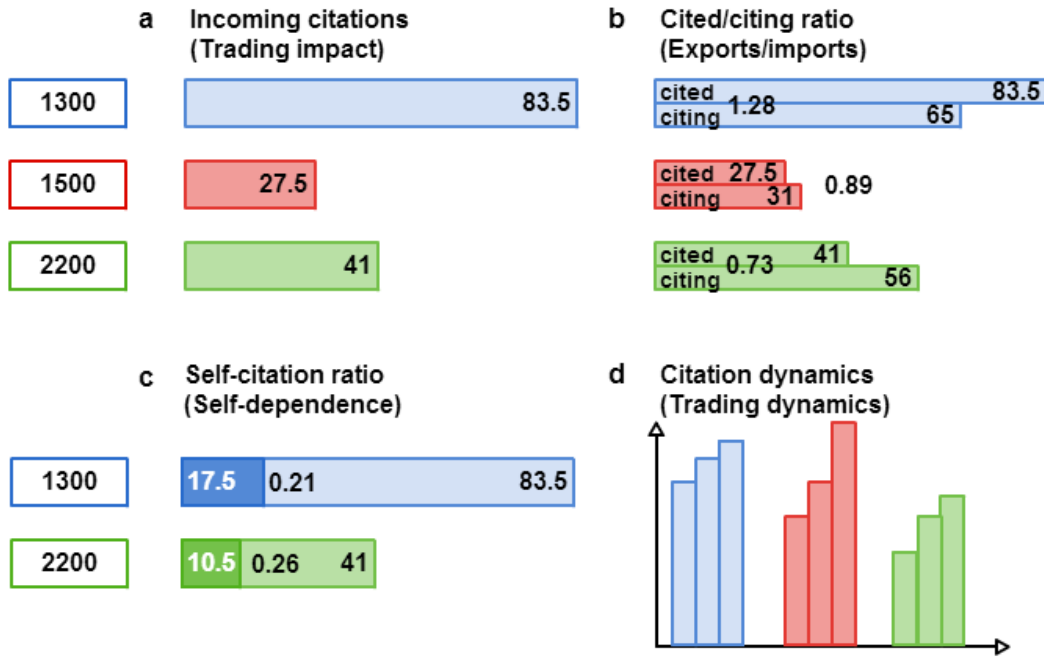 a Incoming citations
(Trading impact)
1300 83.5
1500 27.5
2200 41
b Cited/citing ratio
(Exports/imports)
cited 83.5
1.28
citing 65
cited 27.5
0.89
citing 31
cited 41
0.73
citing 56
c Self-citation ratio
(Self-dependence)
1300 17.5 0.21 83.5
2200 10.5 0.26 41
d Citation dynamics
(Trading dynamics)